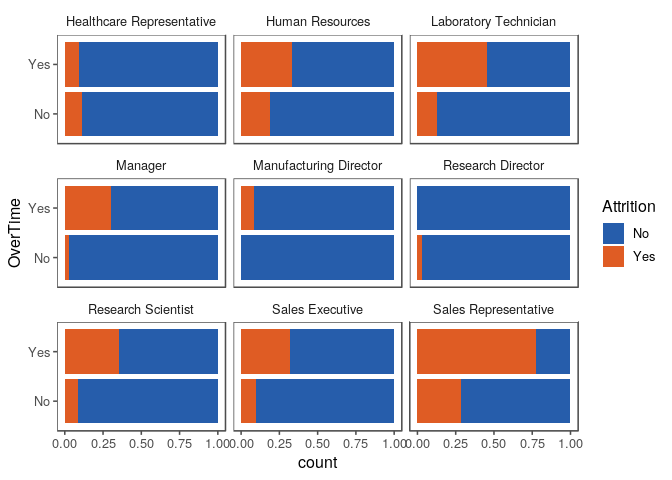 Healthcare Representative
Human Resources
Laboratory Technician
Yes
No
Manager
Manufacturing Director
Research Director
Yes
No
Research Scientist
Sales Executive
Sales Representative
Yes
No
0.00 0.25 0.50 0.75 1.00
0.00 0.25 0.50 0.75 1.00
0.00 0.25 0.50 0.75 1.00
count
OverTime
Attrition
No
Yes